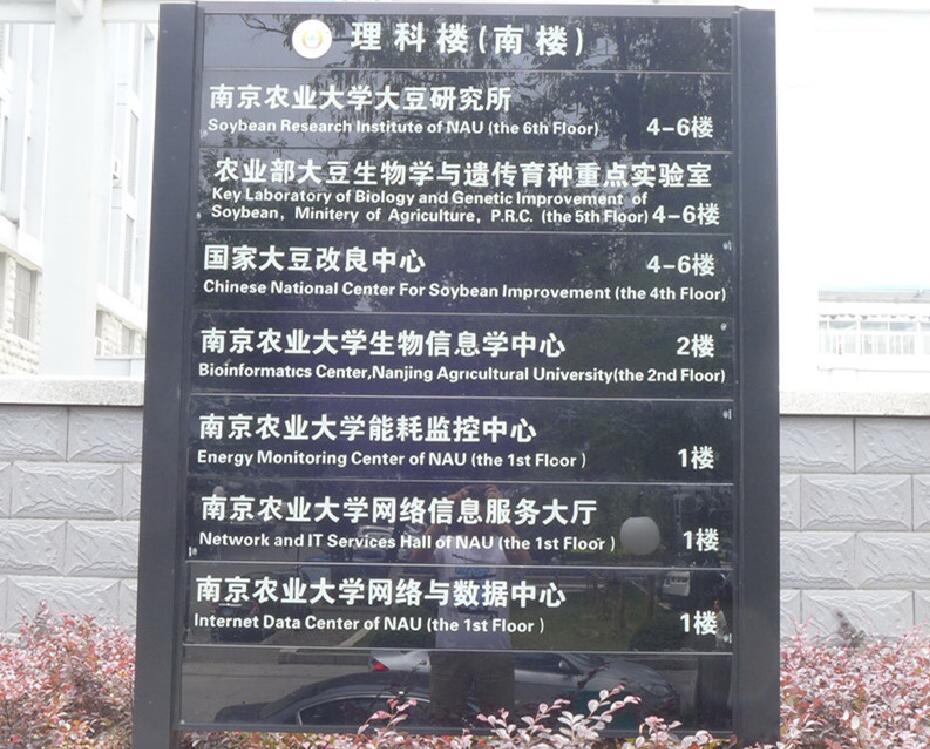 理科楼(南楼)
南京农业大学大豆研究所
Soybean Research Institute of NAU (the 6th Floor) 4-6楼
农业部大豆生物学与遗传育种重点实验室
Key Laboratory of Biology and Genetic Improvement of
Soybean, Minitery of Agriculture, P.R.C. (the 5th Floor) 4-6楼
国家大豆改良中心 4-6楼
Chinese National Center For Soybean Improvement (the 4th Floor)
南京农业大学生物信息学中心 2楼
Bioinformatics Center,Nanjing Agricultural University(the 2nd Floor)
南京农业大学能耗监控中心
Energy Monitoring Center of NAU (the 1st Floor ) 1楼
南京农业大学网络信息服务大厅
Network and IT Services Hall of NAU (the 1st Floor ) 1楼
南京农业大学网络与数据中心
Internet Data Center of NAU (the 1st Floor ) 1楼